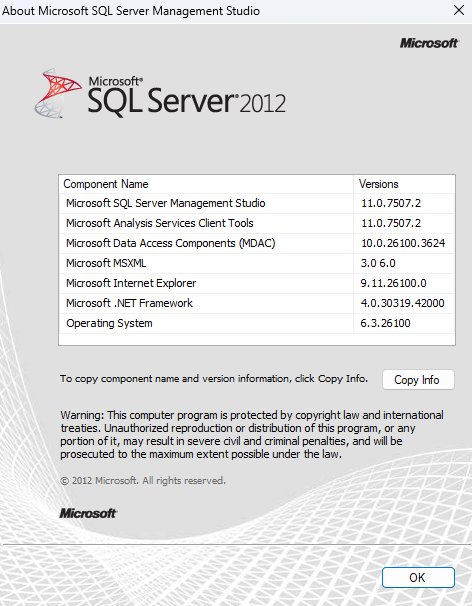 About Microsoft SQL Server Management Studio
Microsoft
Microsoft®
SQL Server® 2012
Component Name Versions
Microsoft SQL Server Management Studio 11.0.7507.2
Microsoft Analysis Services Client Tools 11.0.7507.2
Microsoft Data Access Components (MDAC) 10.0.26100.3624
Microsoft MSXML 3.0 6.0
Microsoft Internet Explorer 9.11.26100.0
Microsoft .NET Framework 4.0.30319.42000
Operating System 6.3.26100
To copy component name and version information, click Copy Info. Copy Info
Warning: This computer program is protected by copyright law and international
treaties. Unauthorized reproduction or distribution of this program, or any
portion of it, may result in severe civil and criminal penalties, and will be
prosecuted to the maximum extent possible under the law.
© 2012 Microsoft. All rights reserved.
Microsoft
OK